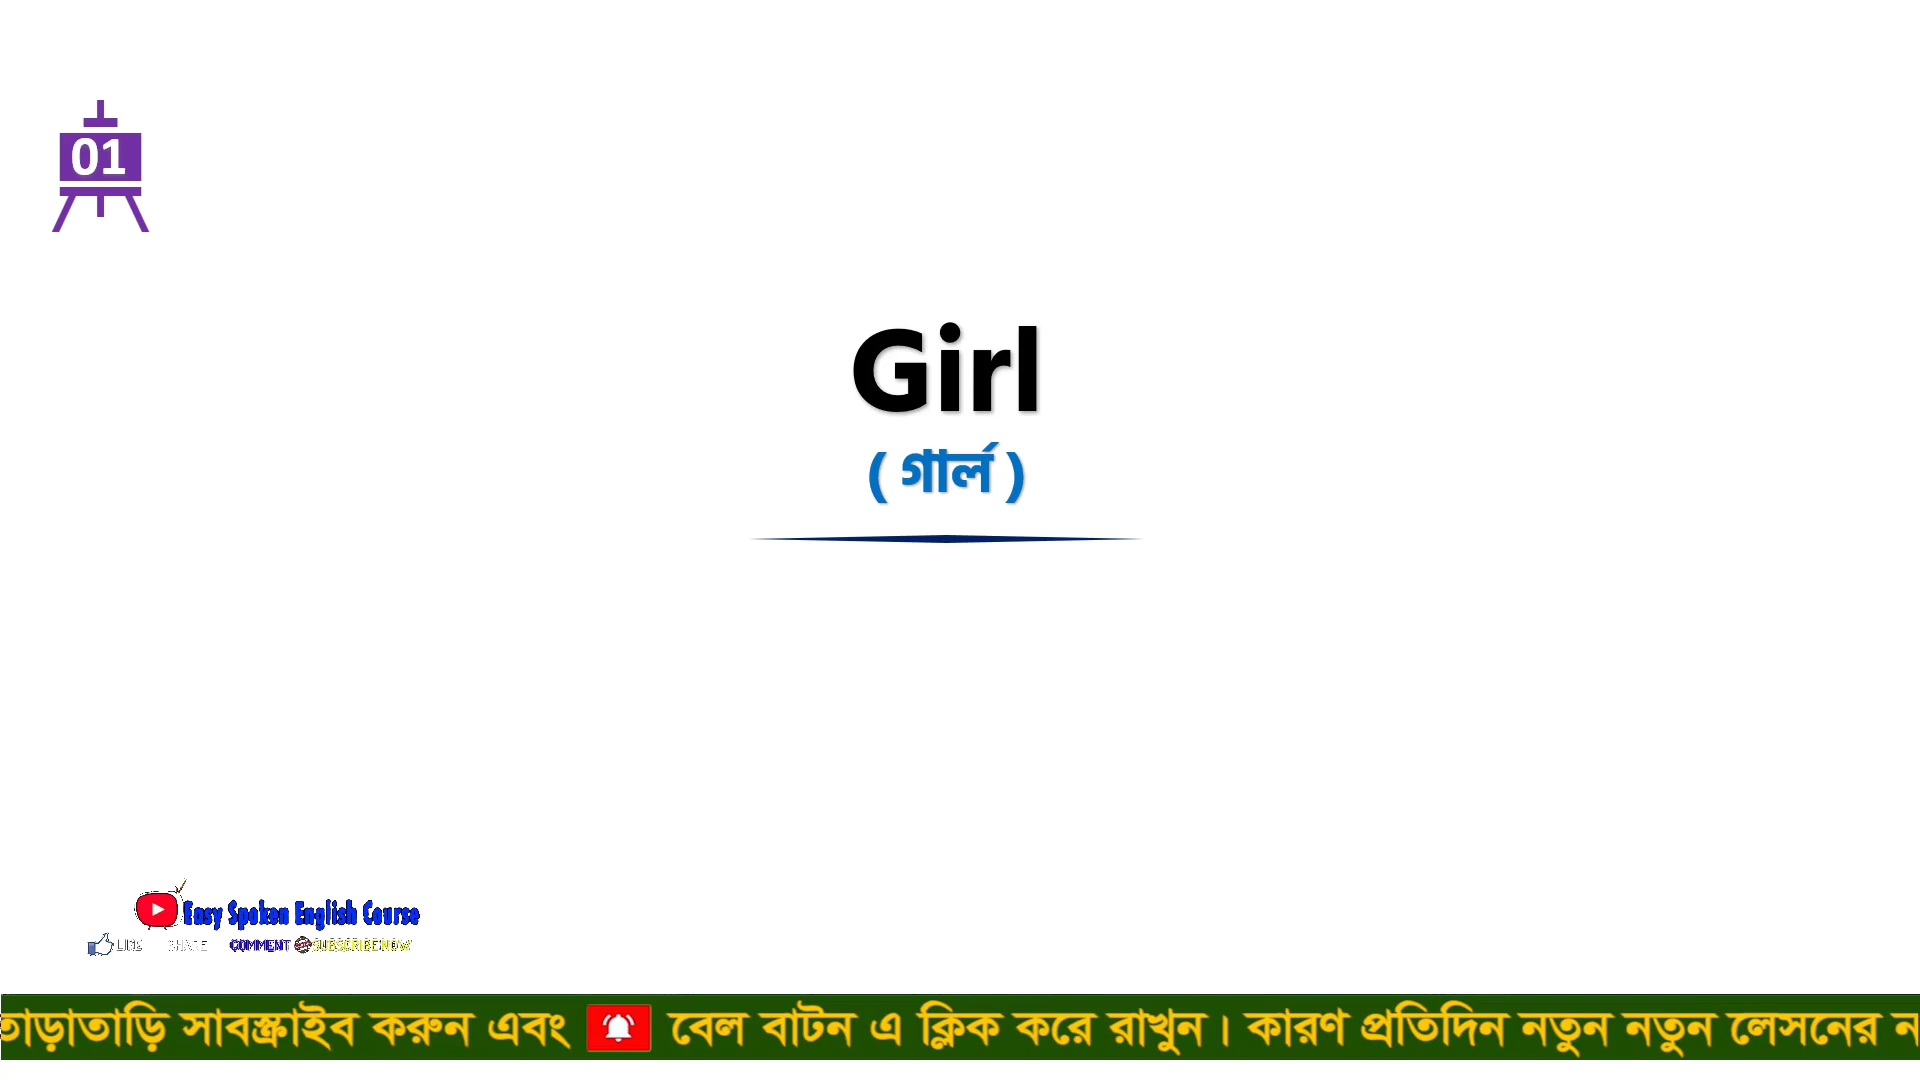 01
Girl
( গার্ল )
Easy Spoken English Course
LIKE SHARE COMMENT SUBSCRIBE NOW
তাড়াতাড়ি সাবস্ক্রাইব করুন এবং বেল বাটন এ ক্লিক করে রাখুন। কারণ প্রতিদিন নতুন নতুন লেসনের